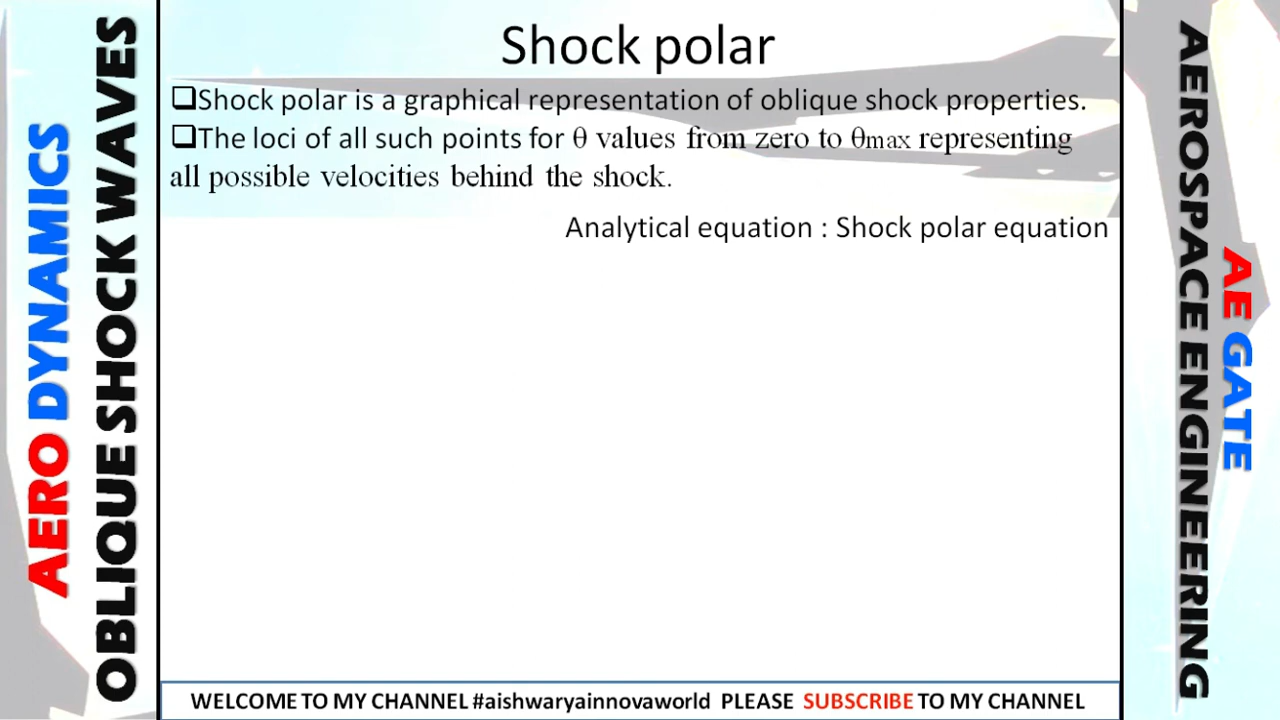 AERO DYNAMICS
OBLIQUE SHOCK WAVES
Shock polar
❑Shock polar is a graphical representation of oblique shock properties.
❑The loci of all such points for θ values from zero to θmax representing
all possible velocities behind the shock.
Analytical equation : Shock polar equation
WELCOME TO MY CHANNEL #aishwaryainnovaworld PLEASE SUBSCRIBE TO MY CHANNEL
AEROSPACE ENGINEERING
AE GATE